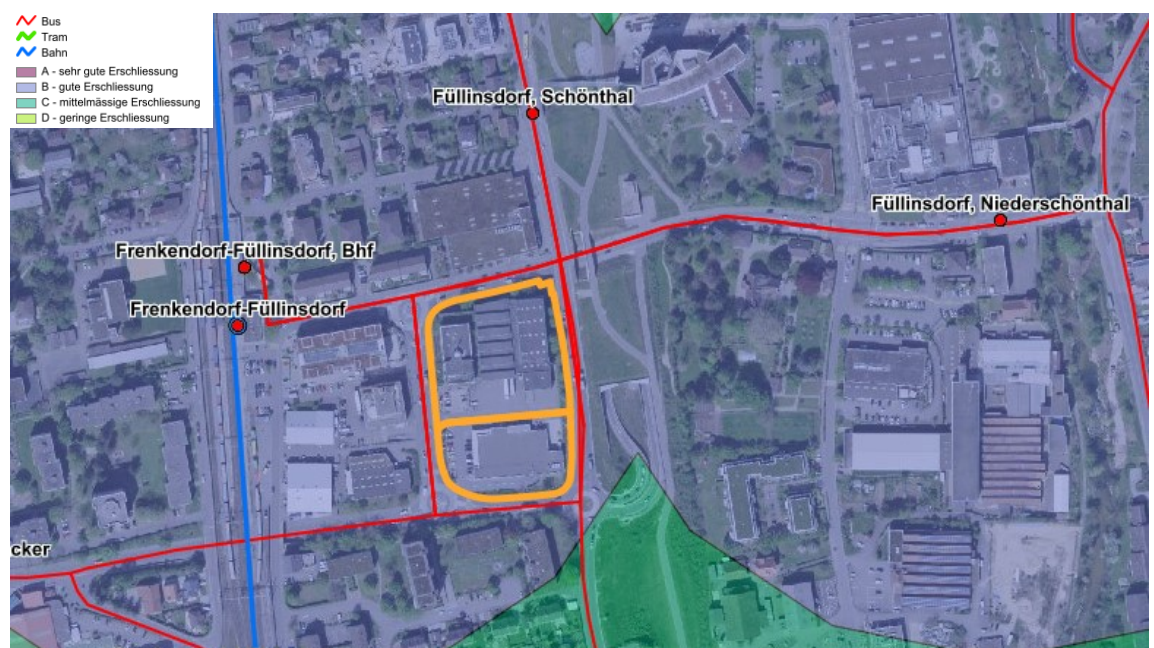 Bus
Tram
Bahn
A - sehr gute Erschliessung
B - gute Erschliessung
C - mittelmässige Erschliessung
D - geringe Erschliessung
Füllinsdorf, Schönthal
Füllinsdorf, Niederschönthal
Frenkendorf-Füllinsdorf, Bhf
Frenkendorf-Füllinsdorf
cker